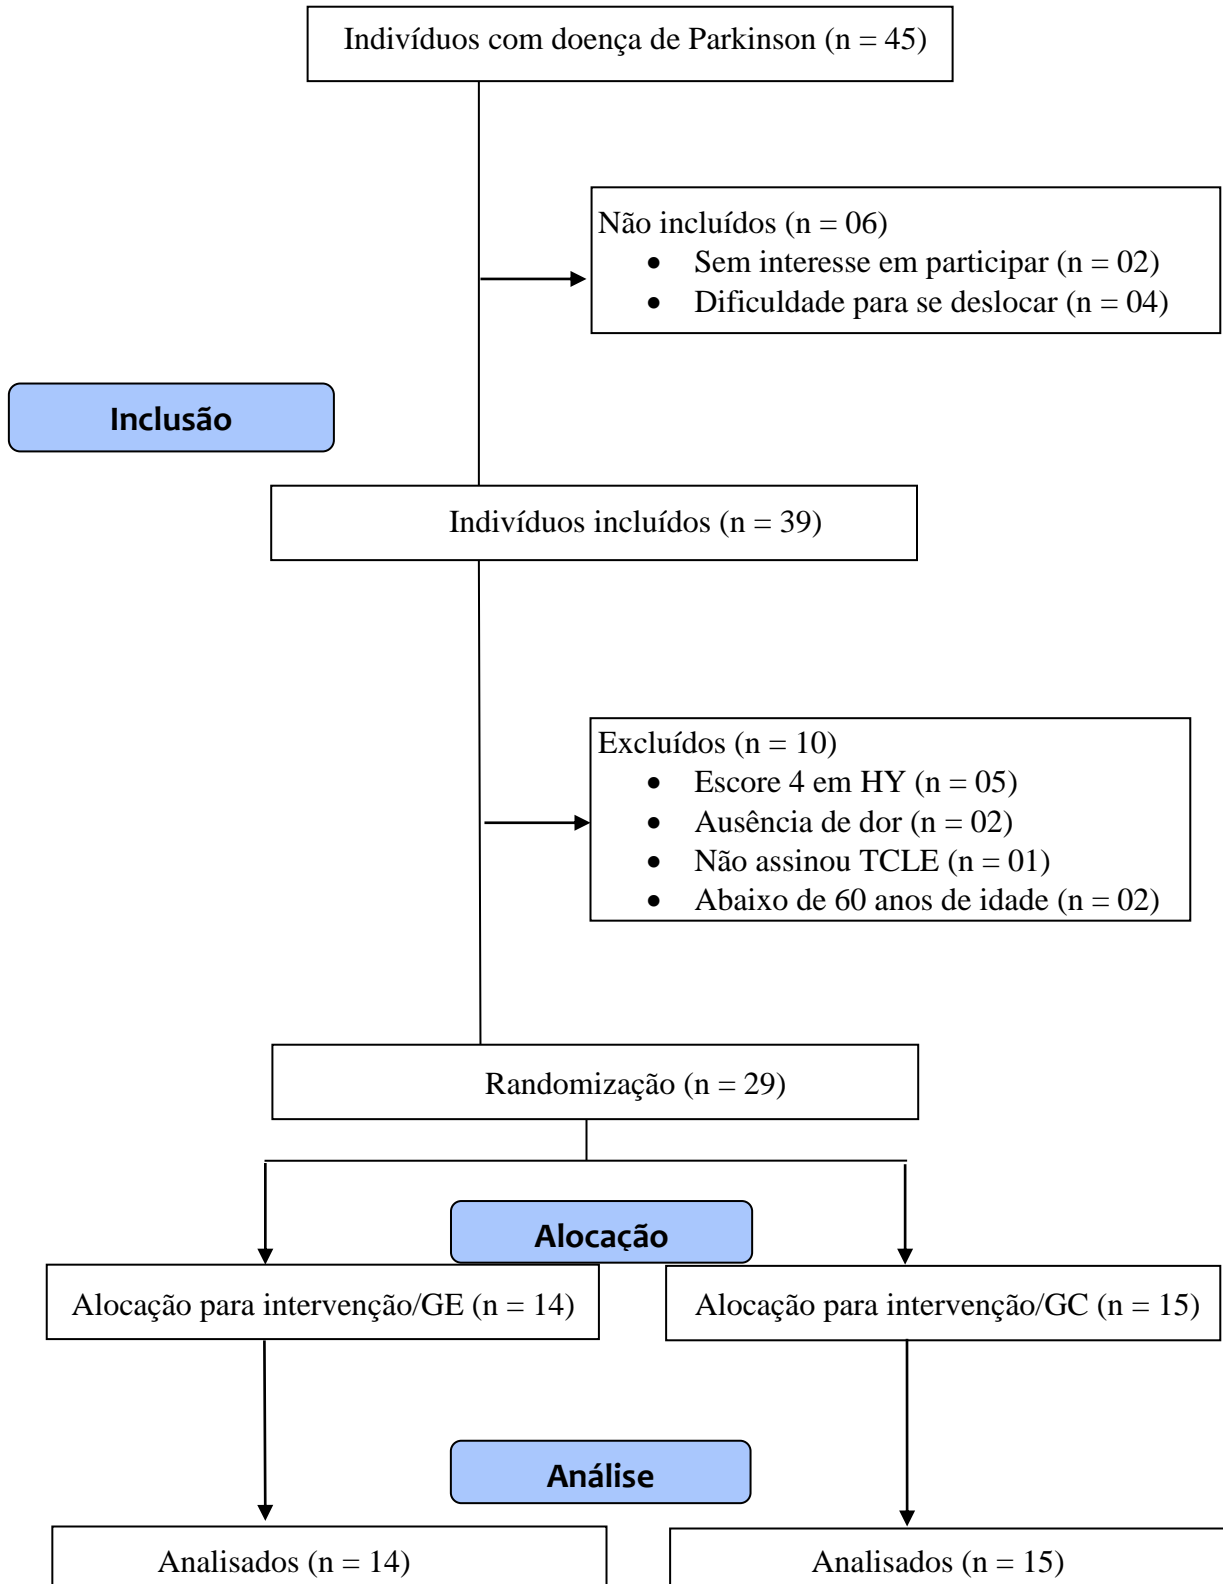 Indivíduos com doença de Parkinson (n = 45)
Não incluídos (n = 06)
• Sem interesse em participar (n = 02)
• Dificuldade para se deslocar (n = 04)
Inclusão
Indivíduos incluídos (n = 39)
Excluídos (n = 10)
• Escore 4 em HY (n = 05)
• Ausência de dor (n = 02)
• Não assinou TCLE (n = 01)
• Abaixo de 60 anos de idade (n = 02)
Randomização (n = 29)
Alocação
Alocação para intervenção/GE (n = 14)
Alocação para intervenção/GC (n = 15)
Análise
Analisados (n = 14)
Analisados (n = 15)